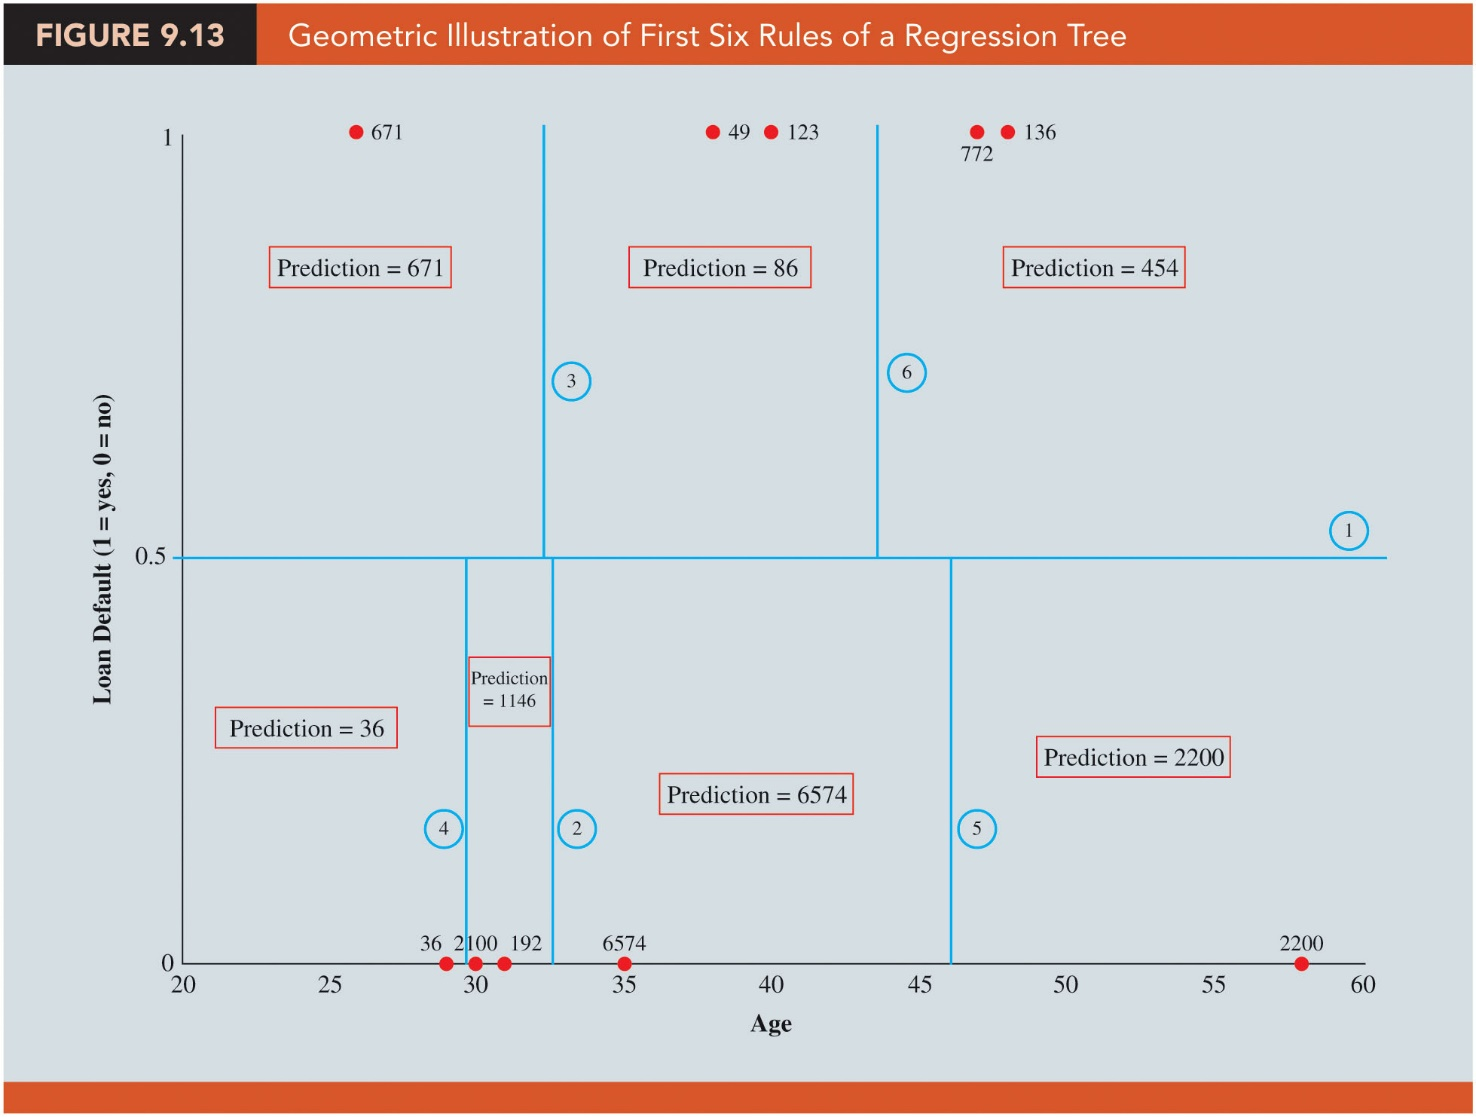 FIGURE 9.13
Geometric Illustration of First Six Rules of a Regression Tree
1
671
49
123
772
136
Prediction = 671
Prediction = 86
Prediction = 454
3
6
1
Loan Default (1 = yes, 0 = no)
0.5
Prediction
= 1146
Prediction = 36
Prediction = 2200
Prediction = 6574
4
2
5
36
2100
192
6574
2200
0
20
25
30
35
40
45
50
55
60
Age